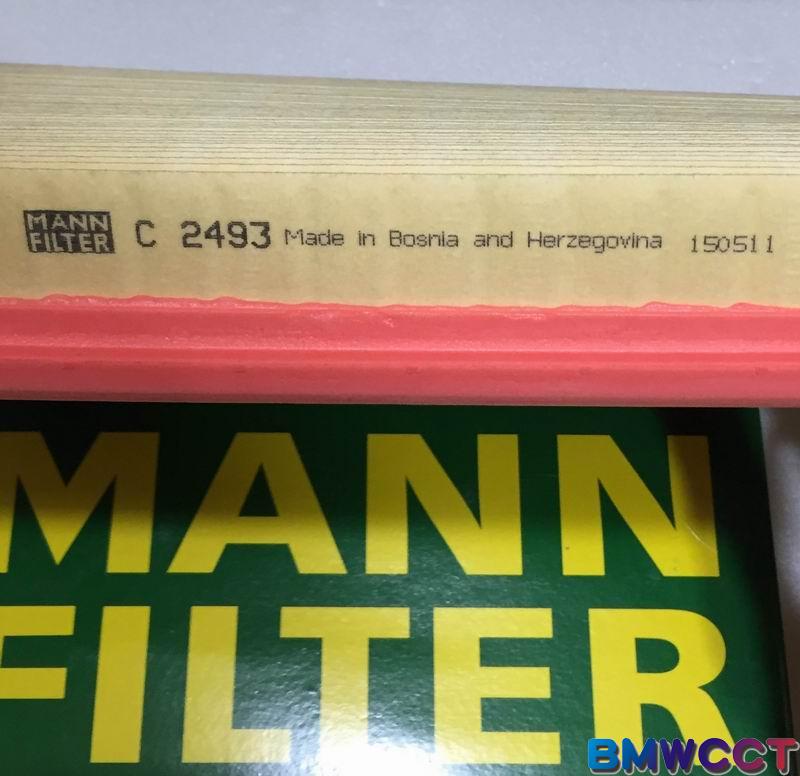 MANN
FILTER
C 2493 Made in Bosnia and Herzegovina 150511
MANN
FILTER
BMWCCT